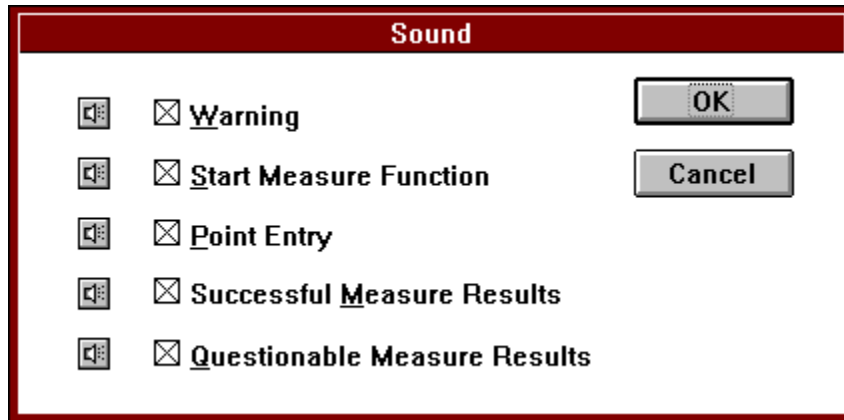 Sound
Warning
OK
Start Measure Function
Cancel
Point Entry
Successful Measure Results
Questionable Measure Results